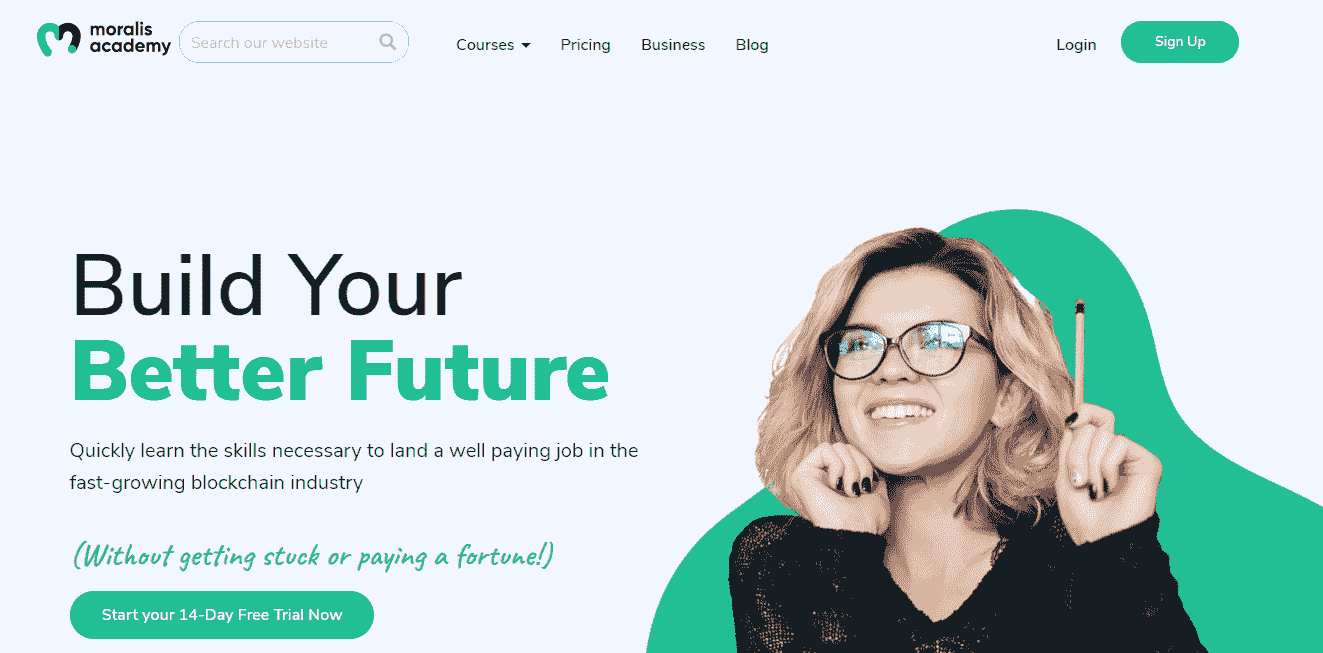 moralis
academy
Search our website
Courses
Pricing
Business
Blog
Login
Sign Up
Build Your
Better Future
Quickly learn the skills necessary to land a well paying job in the
fast-growing blockchain industry
(Without getting stuck or paying a fortune!)
Start your 14-Day Free Trial Now